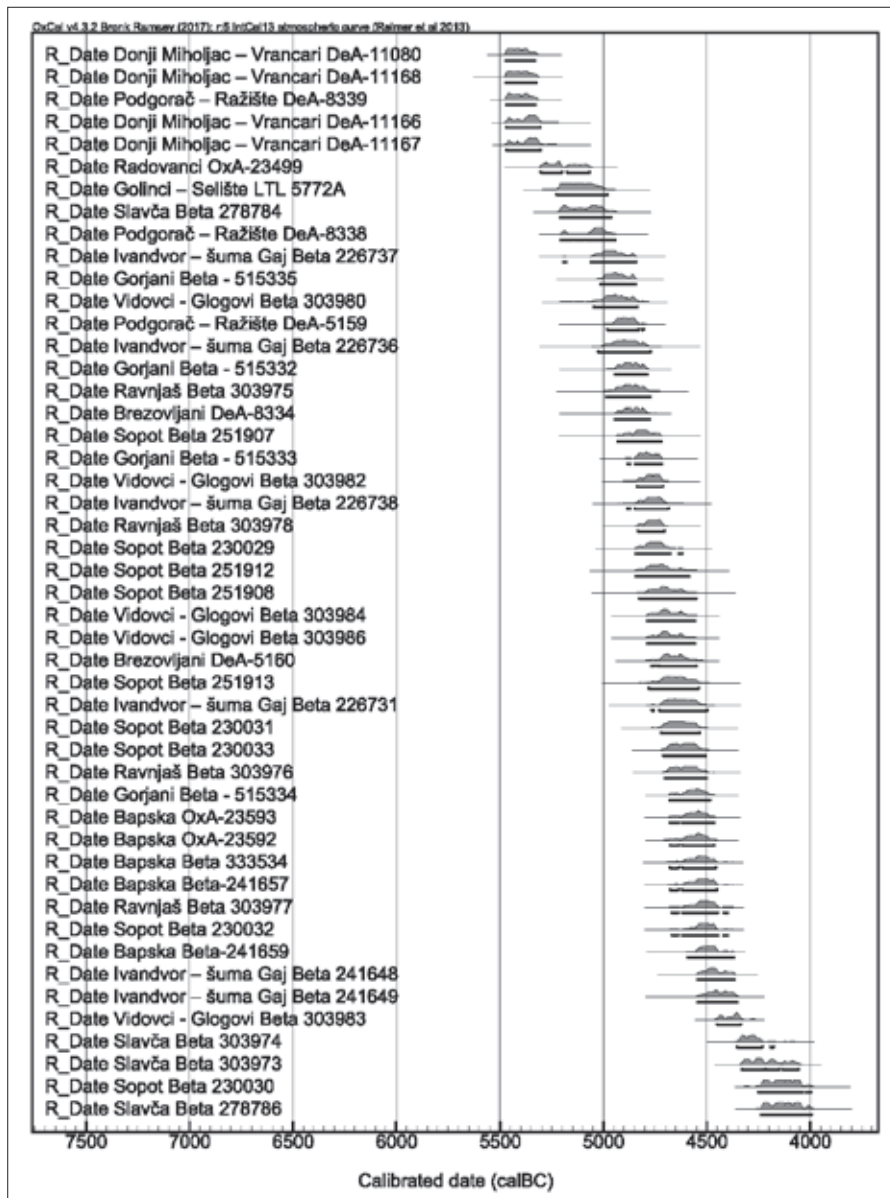 OxCal v4.3.2 Bronk Ramsey (2017); r:5 IntCal13 atmospheric curve (Reimer et al 2013)
R_Date Donji Miholjac – Vrancari DeA-11080
R_Date Donji Miholjac – Vrancari DeA-11168
R_Date Podgorač – Ražište DeA-8339
R_Date Donji Miholjac – Vrancari DeA-11166
R_Date Donji Miholjac – Vrancari DeA-11167
R_Date Radovanci OxA-23499
R_Date Golinci – Selište LTL 5772A
R_Date Slavča Beta 278784
R_Date Podgorač – Ražište DeA-8338
R_Date Ivandvor – šuma Gaj Beta 226737
R_Date Gorjani Beta - 515335
R_Date Vidovci - Glogovi Beta 303980
R_Date Podgorač – Ražište DeA-5159
R_Date Ivandvor – šuma Gaj Beta 226736
R_Date Gorjani Beta - 515332
R_Date Ravnjaš Beta 303975
R_Date Brezovljani DeA-8334
R_Date Sopot Beta 251907
R_Date Gorjani Beta - 515333
R_Date Vidovci - Glogovi Beta 303982
R_Date Ivandvor – šuma Gaj Beta 226738
R_Date Ravnjaš Beta 303978
R_Date Sopot Beta 230029
R_Date Sopot Beta 251912
R_Date Sopot Beta 251908
R_Date Vidovci - Glogovi Beta 303984
R_Date Vidovci - Glogovi Beta 303986
R_Date Brezovljani DeA-5160
R_Date Sopot Beta 251913
R_Date Ivandvor – šuma Gaj Beta 226731
R_Date Sopot Beta 230031
R_Date Sopot Beta 230033
R_Date Ravnjaš Beta 303976
R_Date Gorjani Beta - 515334
R_Date Bapska OxA-23593
R_Date Bapska OxA-23592
R_Date Bapska Beta 333534
R_Date Bapska Beta-241657
R_Date Ravnjaš Beta 303977
R_Date Sopot Beta 230032
R_Date Bapska Beta-241659
R_Date Ivandvor – šuma Gaj Beta 241648
R_Date Ivandvor – šuma Gaj Beta 241649
R_Date Vidovci - Glogovi Beta 303983
R_Date Slavča Beta 303974
R_Date Slavča Beta 303973
R_Date Sopot Beta 230030
R_Date Slavča Beta 278786
7500 7000 6500 6000 5500 5000 4500 4000
Calibrated date (calBC)